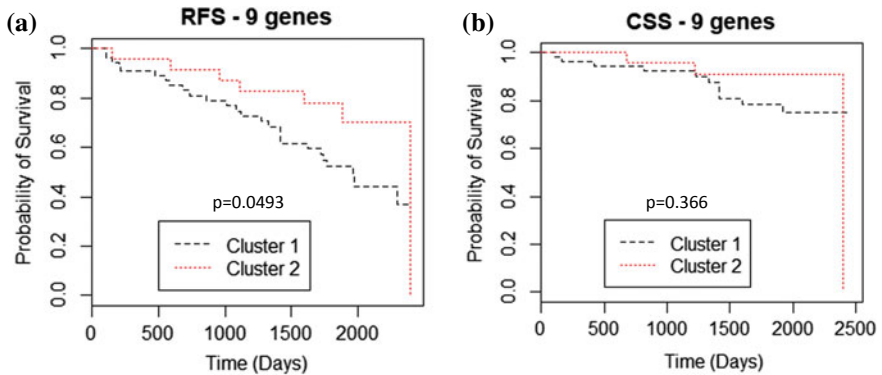 (a)
RFS - 9 genes
Probability of Survival
1.0
0.8
0.6
0.4
0.2
0.0
p=0.0493
Cluster 1
Cluster 2
0
500
1000
1500
2000
Time (Days)
(b)
CSS - 9 genes
Probability of Survival
1.0
0.8
0.6
0.4
0.2
0.0
p=0.366
Cluster 1
Cluster 2
0
500
1000
1500
2000
2500
Time (Days)